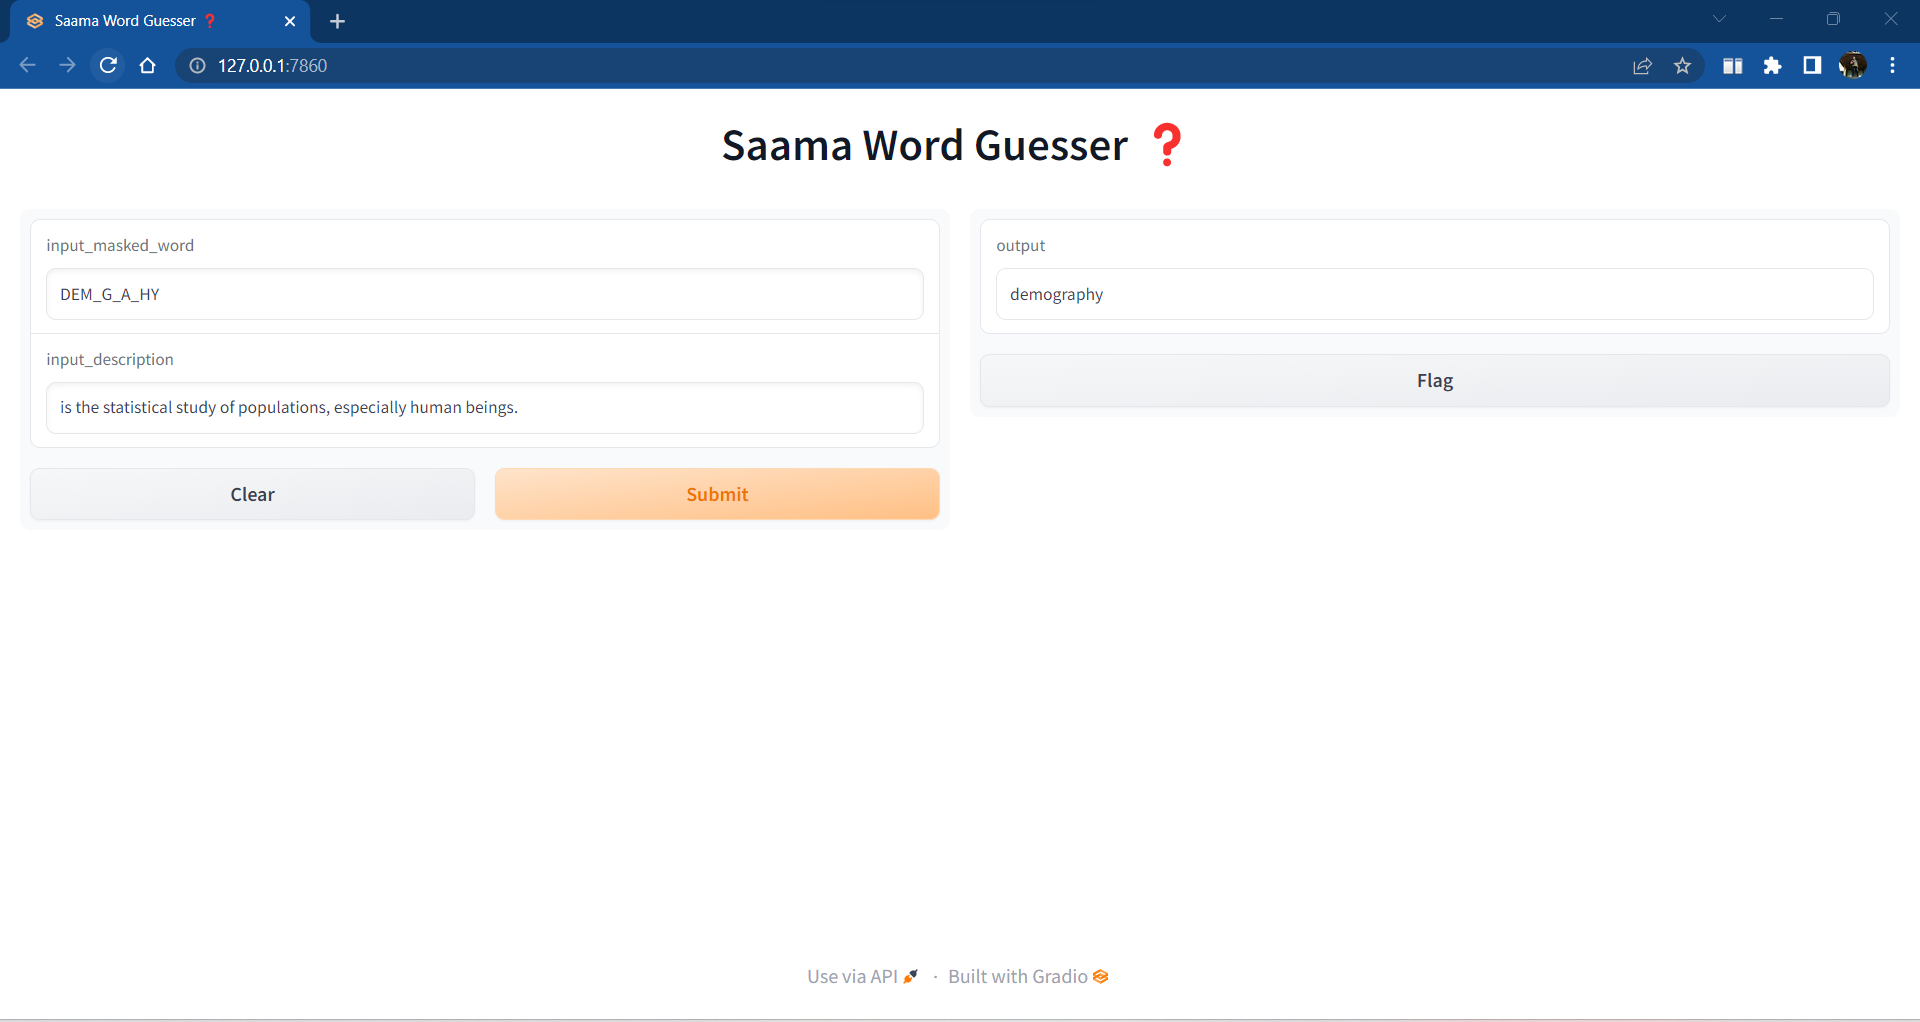 Saama Word Guesser ❓
127.0.0.1:7860
Saama Word Guesser ❓
input_masked_word
DEM_G_A_HY
input_description
is the statistical study of populations, especially human beings.
Clear
Submit
output
demography
Flag
Use via API · Built with Gradio